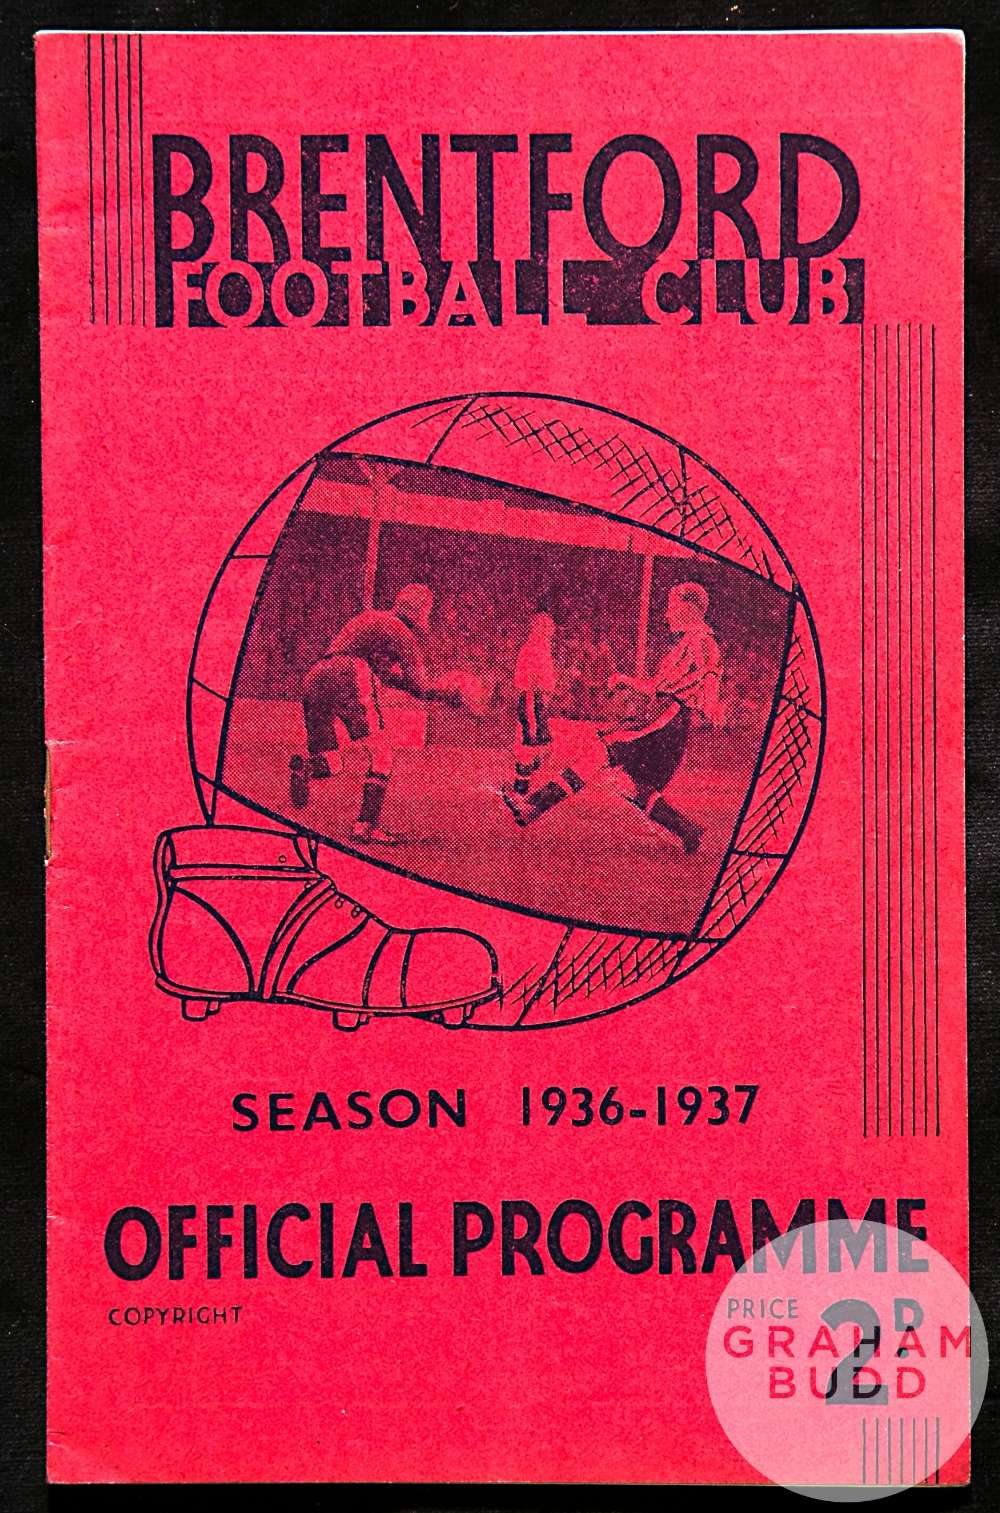 BRENTFORD
FOOTBALL CLUB
SEASON 1936-1937
OFFICIAL PROGRAMME
COPYRIGHT
PRICE 2D.
GRAHAM
BUDD